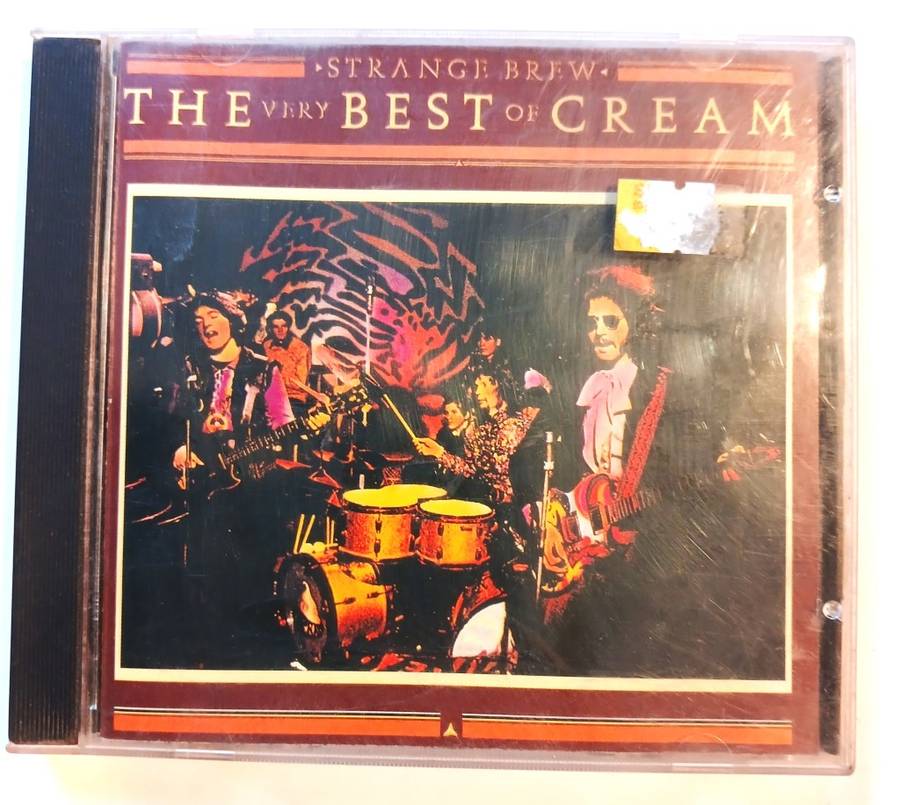 STRANGE BREW
THE VERY BEST OF CREAM